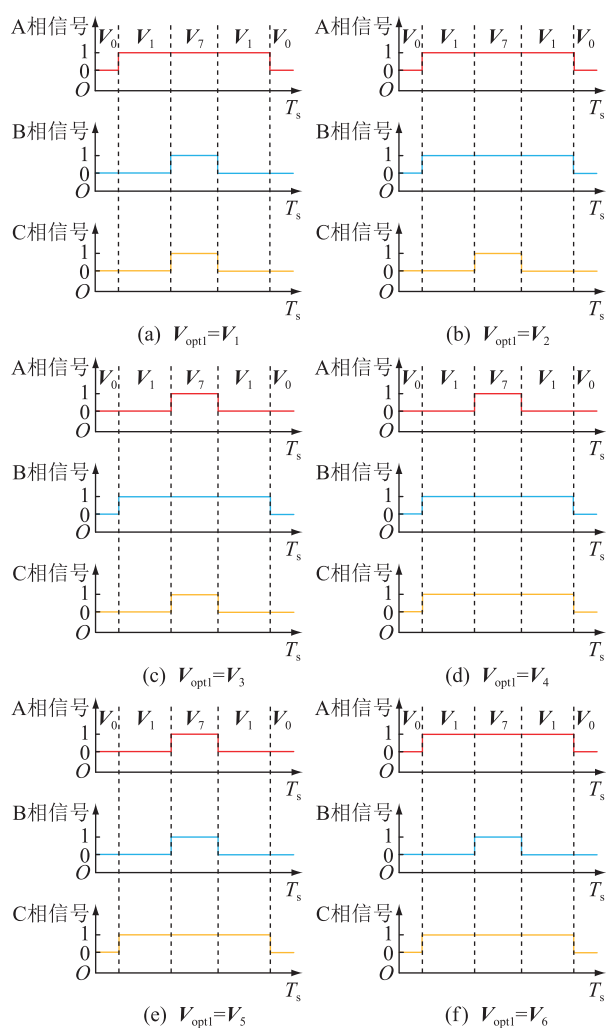 A相信号 V₀ V₁ V₇ V₁ V₀
1
0
O
Tₛ
B相信号
1
0
O
Tₛ
C相信号
1
0
O
Tₛ
(a) Vopt1=V₁
A相信号 V₀ V₁ V₇ V₁ V₀
1
0
O
Tₛ
B相信号
1
0
O
Tₛ
C相信号
1
0
O
Tₛ
(b) Vopt1=V₂
A相信号 V₀ V₁ V₇ V₁ V₀
1
0
O
Tₛ
B相信号
1
0
O
Tₛ
C相信号
1
0
O
Tₛ
(c) Vopt1=V₃
A相信号 V₀ V₁ V₇ V₁ V₀
1
0
O
Tₛ
B相信号
1
0
O
Tₛ
C相信号
1
0
O
Tₛ
(d) Vopt1=V₄
A相信号 V₀ V₁ V₇ V₁ V₀
1
0
O
Tₛ
B相信号
1
0
O
Tₛ
C相信号
1
0
O
Tₛ
(e) Vopt1=V₅
A相信号 V₀ V₁ V₇ V₁ V₀
1
0
O
Tₛ
B相信号
1
0
O
Tₛ
C相信号
1
0
O
Tₛ
(f) Vopt1=V₆